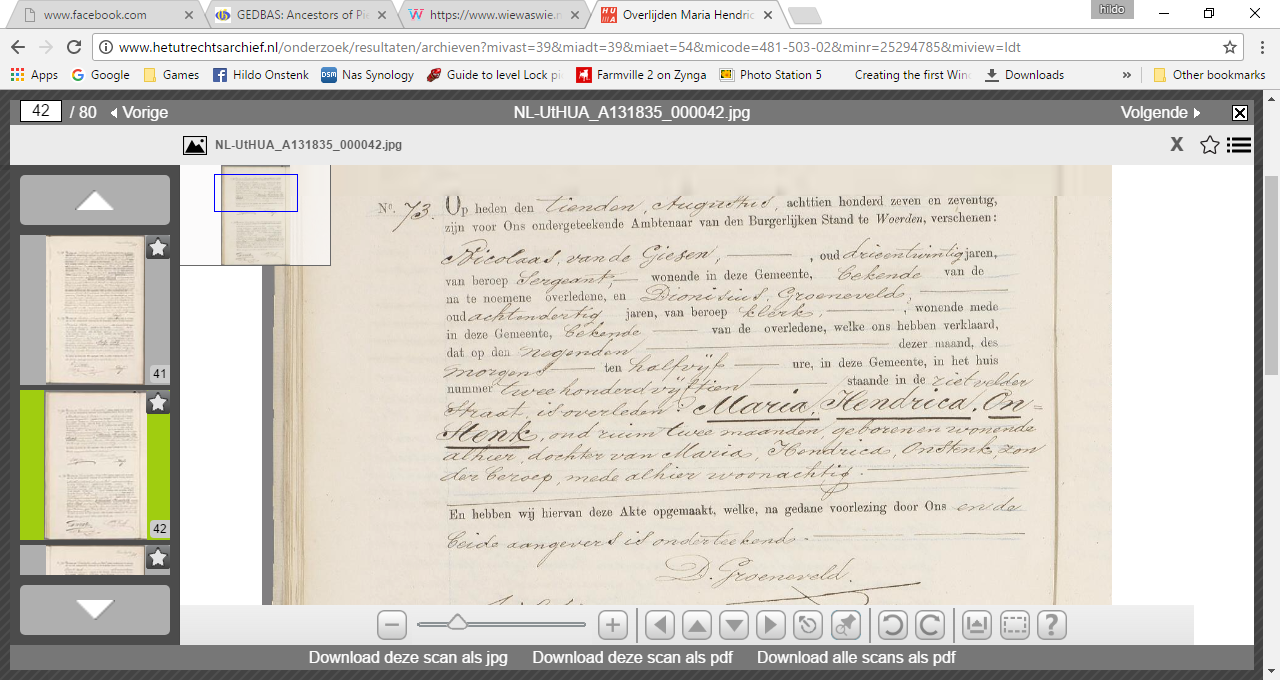 www.facebook.com
GEDBAS: Ancestors of Pie
https://www.wiewaswie.n
Overlijden Maria Hendric
hildo
www.hetutrechtsarchief.nl/onderzoek/resultaten/archieven?mivast=39&miadt=39&miaet=54&micode=481-503-02&minr=25294785&miview=ldt
Apps Google Games Hildo Onstenk Nas Synology Guide to level Lock pi Farmville 2 on Zynga Photo Station 5 Creating the first Win Downloads » Other bookmarks
42 / 80 Vorige NL-UtHUA_A131835_000042.jpg Volgende
NL-UtHUA_A131835_000042.jpg
X
41
42
No. 73. Op heden den tienden Augustus, achttien honderd zeven en zeventig,
zijn voor Ons ondergeteekende Ambtenaar van den Burgerlijken Stand te Woerden, verschenen:
Nicolaas, van de Giesen, , oud drieentwintig jaren,
van beroep Sergeant, wonende in deze Gemeente, bekende van de
na te noemene overledene, en Dionisius, Groeneveld,
oud achtendertig jaren, van beroep klerk, , wonende mede
in deze Gemeente, bekende van de overledene, welke ons hebben verklaard,
dat op den negenden dezer maand, des
morgens ten halfvijf ure, in deze Gemeente, in het huis
nummer twee honderd vijftien staande in de rietvelder
Straat, is overleden: Maria, Hendrica, On=
stenk, oud ruim twee maanden, geboren en wonende
alhier, dochter van Maria, Hendrica, Onstenk, zon
der beroep, mede alhier woonachtig.
En hebben wij hiervan deze Akte opgemaakt, welke, na gedane voorlezing door Ons en de
beide aangevers is onderteekend.
D. Groeneveld.
Download deze scan als jpg Download deze scan als pdf Download alle scans als pdf